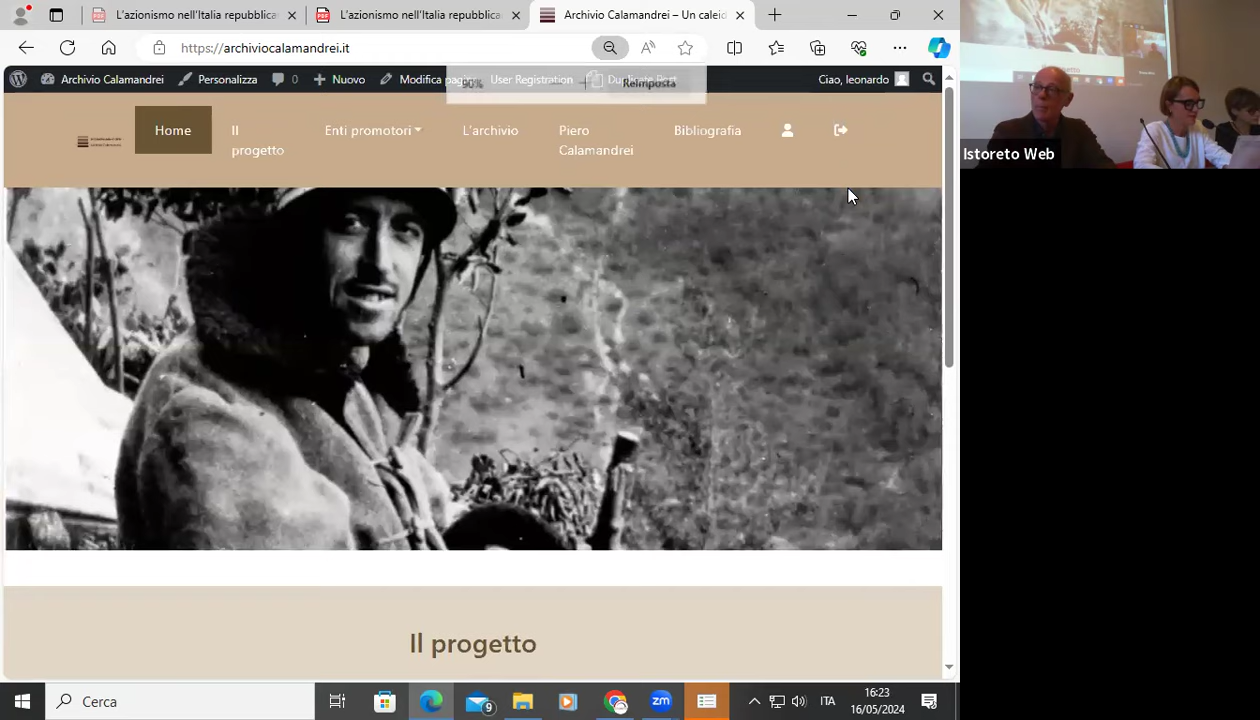 L'azionismo nell'Italia repubblica
L'azionismo nell'Italia repubblica
Archivio Calamandrei – Un caleid
https://archiviocalamandrei.it
Archivio Calamandrei
Personalizza
0
Nuovo
Modifica pagina
User Registration
Duplicate Post
Ciao, leonardo
90%
Reimposta
Home
Il
progetto
Enti promotori
L'archivio
Piero
Calamandrei
Bibliografia
Istoreto Web
Il progetto
Cerca
9
zm
ITA
16:23
16/05/2024